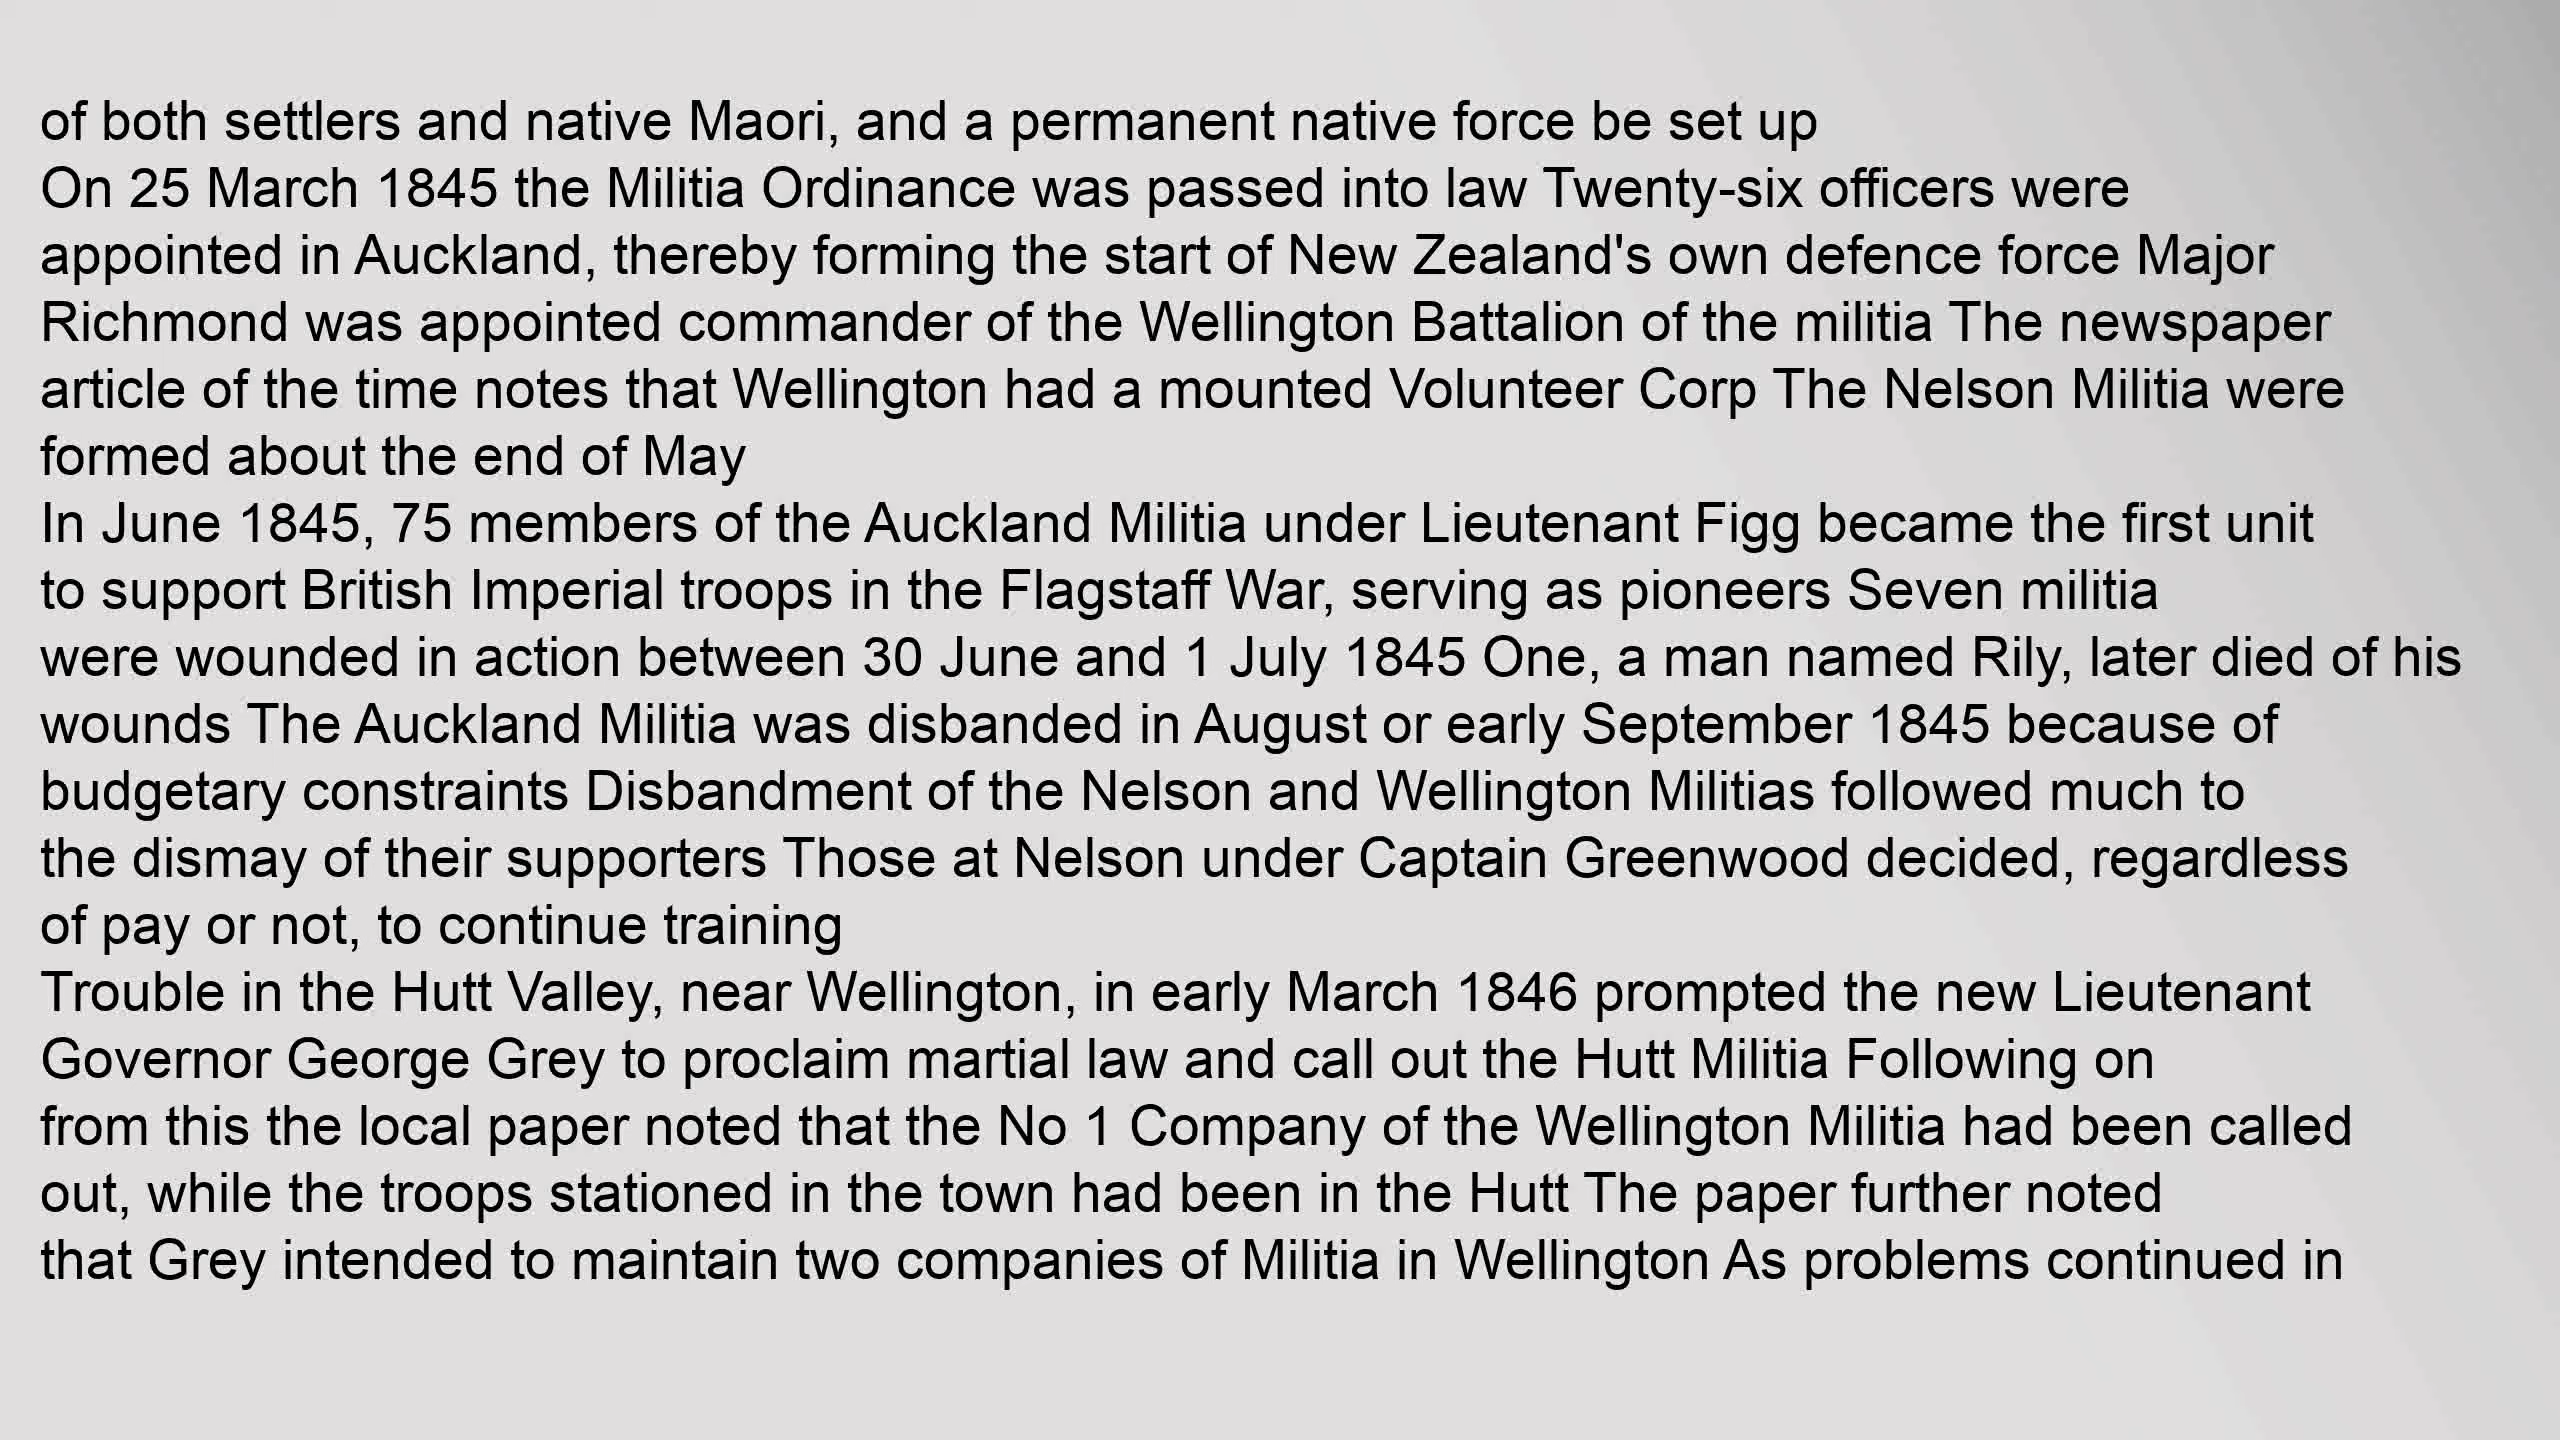 of both settlers and native Maori, and a permanent native force be set up
On 25 March 1845 the Militia Ordinance was passed into law Twenty-six officers were
appointed in Auckland, thereby forming the start of New Zealand's own defence force Major
Richmond was appointed commander of the Wellington Battalion of the militia The newspaper
article of the time notes that Wellington had a mounted Volunteer Corp The Nelson Militia were
formed about the end of May
In June 1845, 75 members of the Auckland Militia under Lieutenant Figg became the first unit
to support British Imperial troops in the Flagstaff War, serving as pioneers Seven militia
were wounded in action between 30 June and 1 July 1845 One, a man named Rily, later died of his
wounds The Auckland Militia was disbanded in August or early September 1845 because of
budgetary constraints Disbandment of the Nelson and Wellington Militias followed much to
the dismay of their supporters Those at Nelson under Captain Greenwood decided, regardless
of pay or not, to continue training
Trouble in the Hutt Valley, near Wellington, in early March 1846 prompted the new Lieutenant
Governor George Grey to proclaim martial law and call out the Hutt Militia Following on
from this the local paper noted that the No 1 Company of the Wellington Militia had been called
out, while the troops stationed in the town had been in the Hutt The paper further noted
that Grey intended to maintain two companies of Militia in Wellington As problems continued in